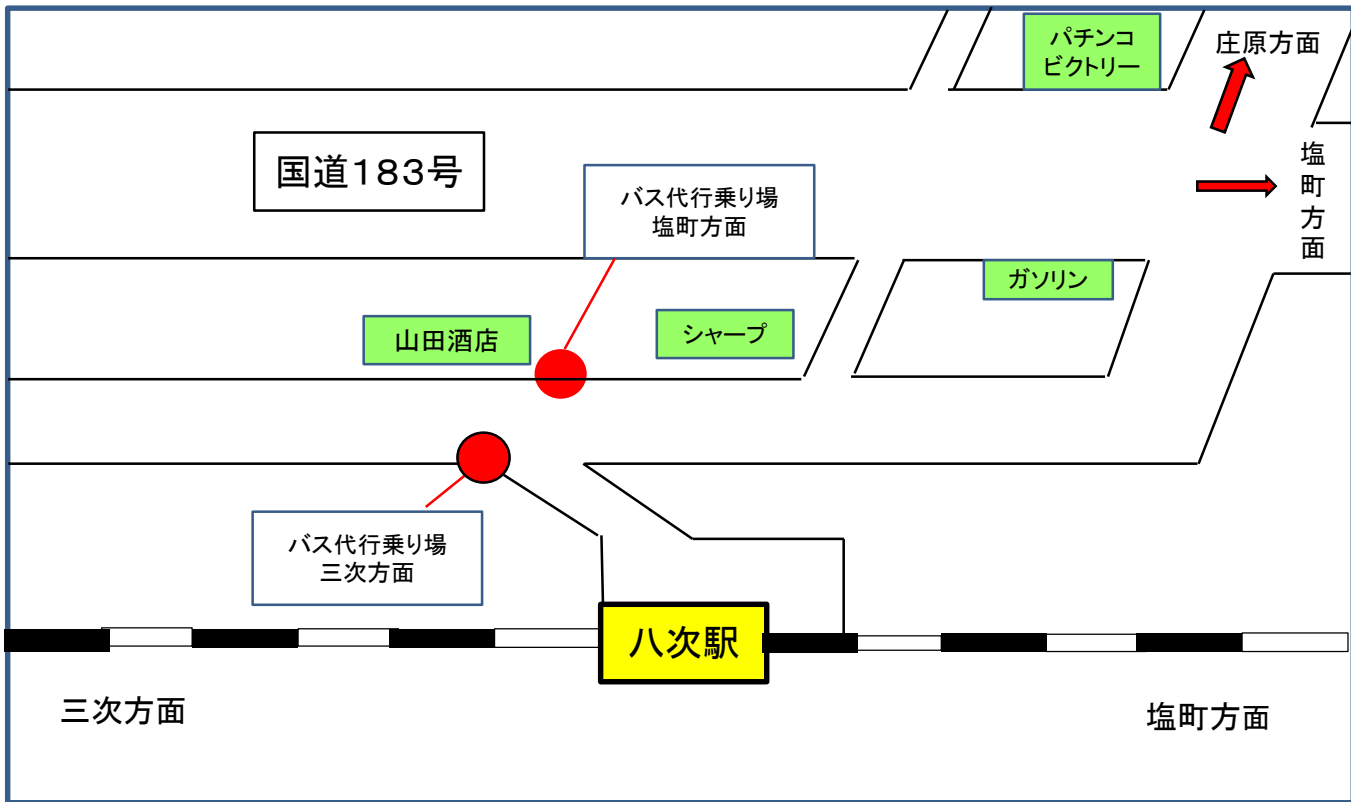 パチンコ
ビクトリー
庄原方面
国道183号
塩町方面
バス代行乗り場
塩町方面
ガソリン
山田酒店
シャープ
バス代行乗り場
三次方面
八次駅
三次方面
塩町方面